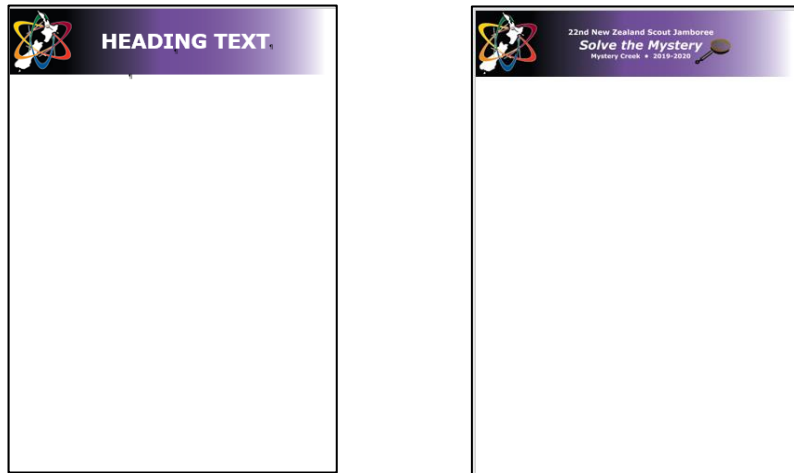 HEADING TEXT
22nd New Zealand Scout Jamboree
Solve the Mystery
Mystery Creek • 2019-2020